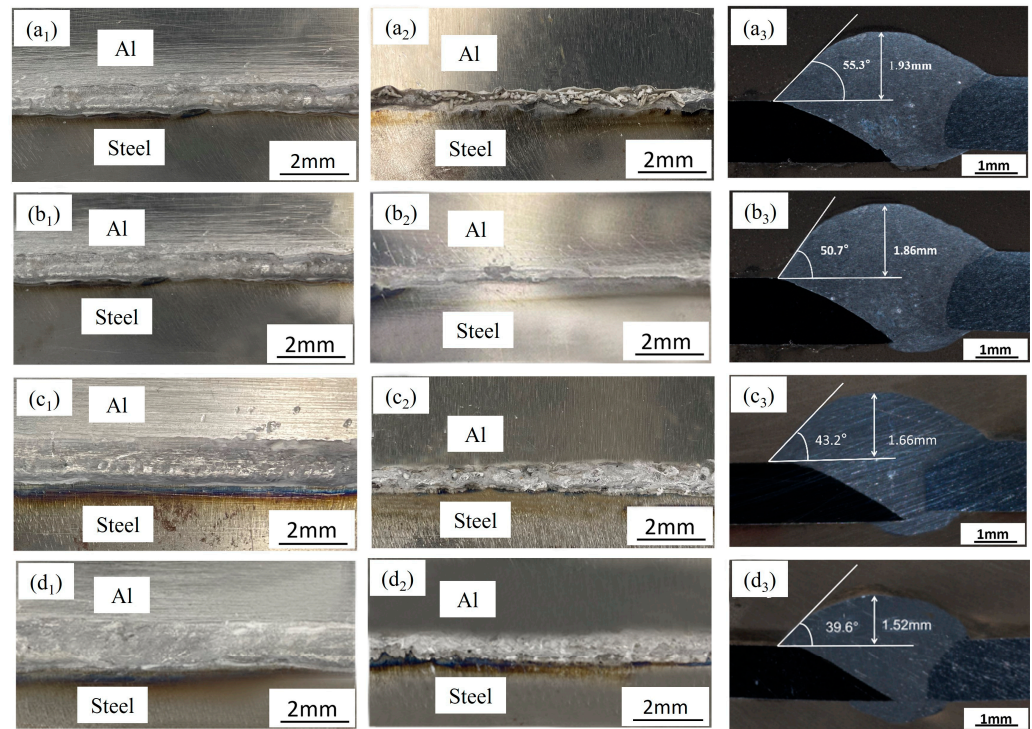 (a1)
Al
Steel
2mm
(a2)
Al
Steel
2mm
(a3)
55.3°
1.93mm
1mm
(b1)
Al
Steel
2mm
(b2)
Al
Steel
2mm
(b3)
50.7°
1.86mm
1mm
(c1)
Al
Steel
2mm
(c2)
Al
Steel
2mm
(c3)
43.2°
1.66mm
1mm
(d1)
Al
Steel
2mm
(d2)
Al
Steel
2mm
(d3)
39.6°
1.52mm
1mm